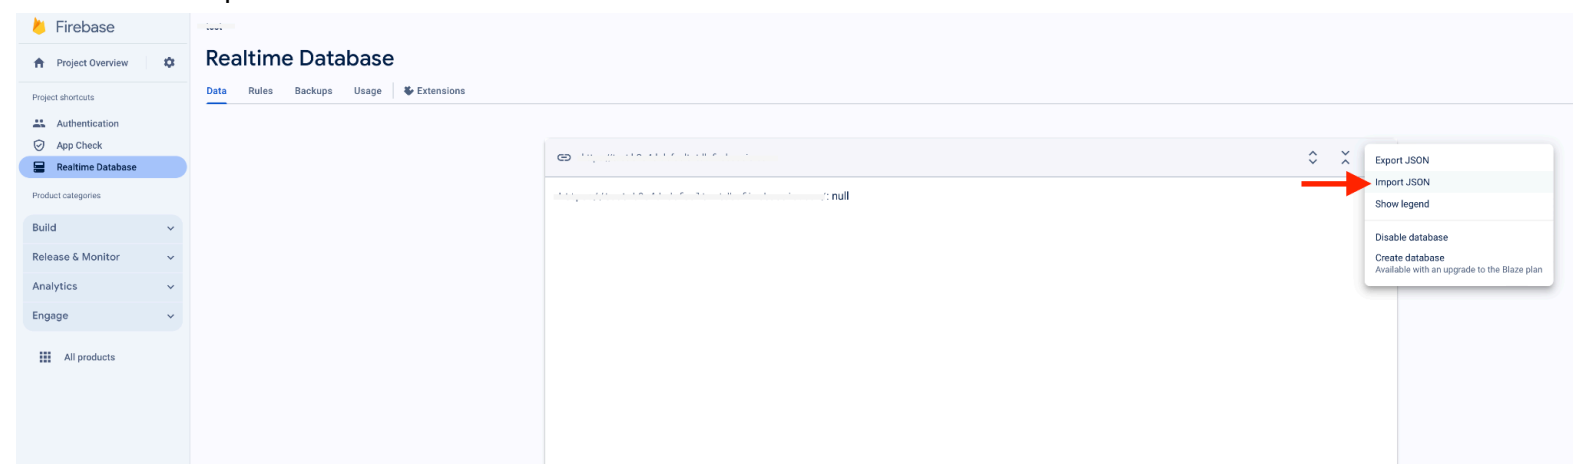 Firebase
Project Overview
Project shortcuts
Authentication
App Check
Realtime Database
Product categories
Build
Release & Monitor
Analytics
Engage
All products
Realtime Database
Data Rules Backups Usage Extensions
: null
Export JSON
Import JSON
Show legend
Disable database
Create database
Available with an upgrade to the Blaze plan